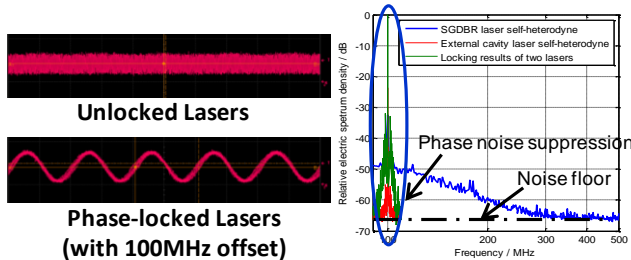 Unlocked Lasers
Phase-locked Lasers
(with 100MHz offset)
Relative electric spetrum density / dB
0
-10
-20
-30
-40
-50
-60
-70
SGDBR laser self-heterodyne
External cavity laser self-heterodyne
Locking results of two lasers
Phase noise suppression
Noise floor
100
200
300
400
500
Frequency / MHz